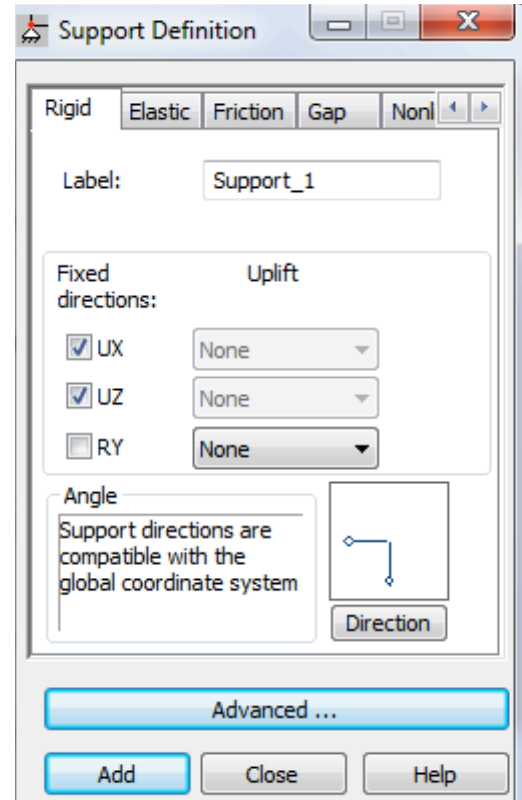 Support Definition
Rigid Elastic Friction Gap Nonl
Label: Support_1
Fixed Uplift
directions:
UX None
UZ None
RY None
Angle
Support directions are
compatible with the
global coordinate system
Direction
Advanced ...
Add Close Help